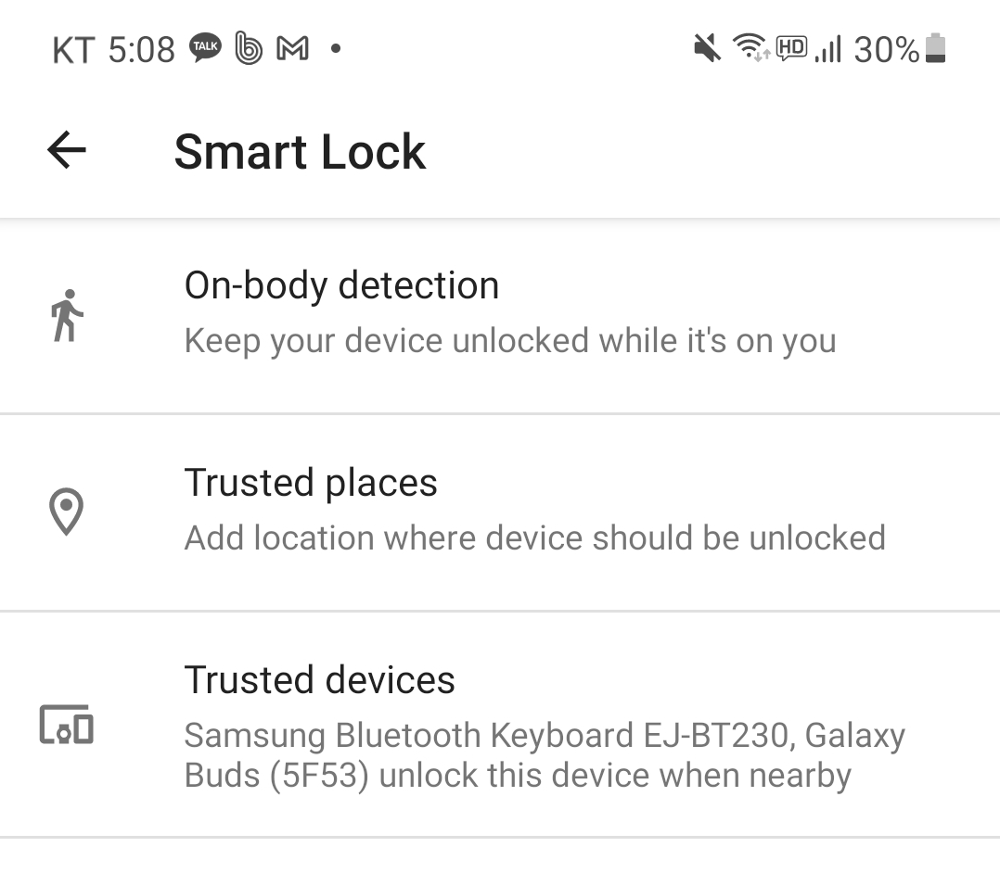 KT 5:08 TALK HD 30%
Smart Lock
On-body detection
Keep your device unlocked while it's on you
Trusted places
Add location where device should be unlocked
Trusted devices
Samsung Bluetooth Keyboard EJ-BT230, Galaxy
Buds (5F53) unlock this device when nearby